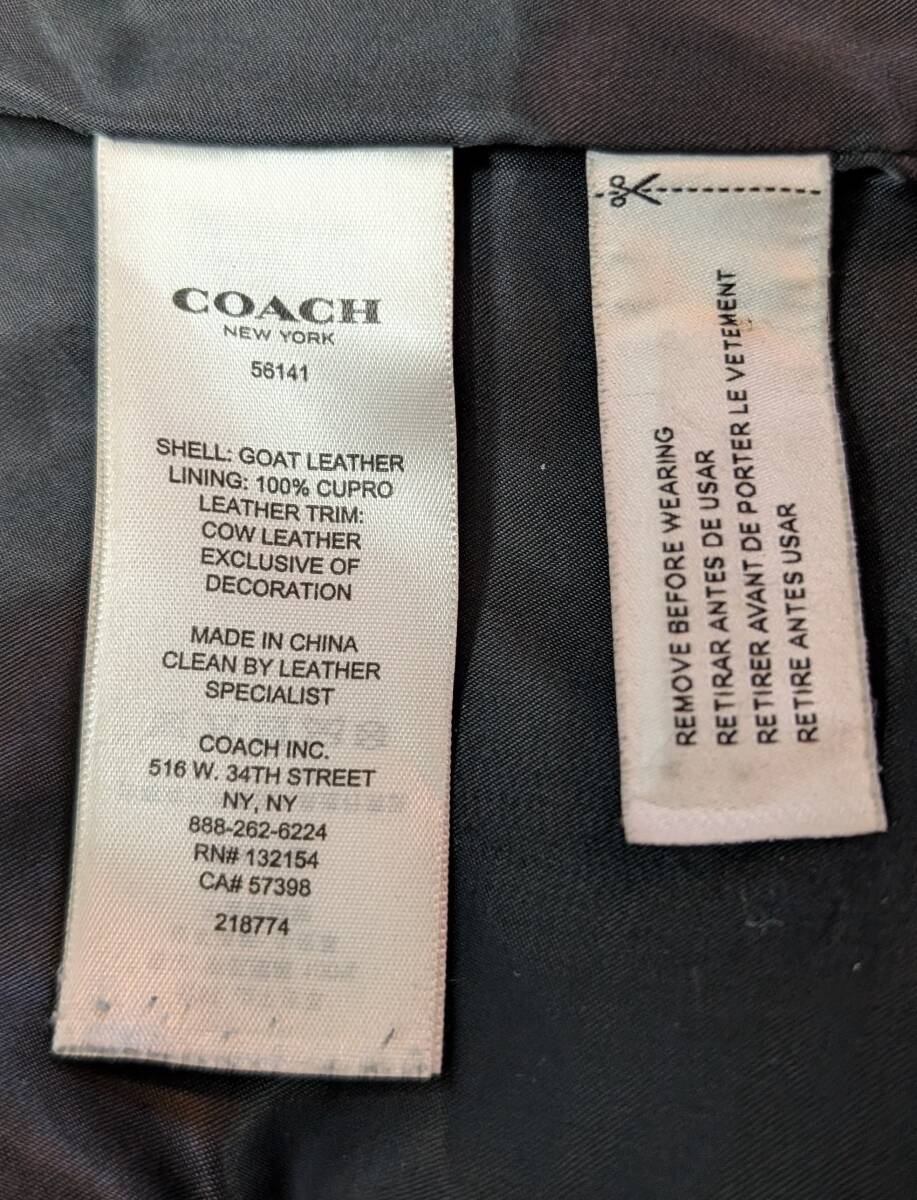 COACH
NEW YORK
56141
SHELL: GOAT LEATHER
LINING: 100% CUPRO
LEATHER TRIM:
COW LEATHER
EXCLUSIVE OF
DECORATION
MADE IN CHINA
CLEAN BY LEATHER
SPECIALIST
COACH INC.
516 W. 34TH STREET
NY, NY
888-262-6224
RN# 132154
CA# 57398
218774
REMOVE BEFORE WEARING
RETIRAR ANTES DE USAR
RETIRER AVANT DE PORTER LE VETEMENT
RETIRE ANTES USAR